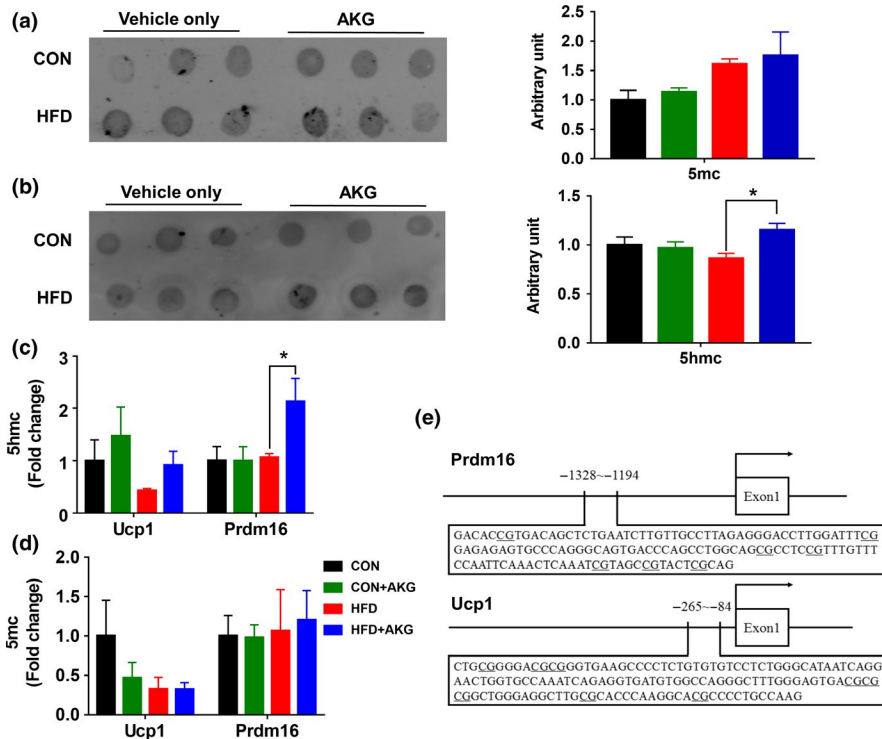 (a)
Vehicle only
AKG
CON
HFD
Arbitrary unit
2.5
2.0
1.5
1.0
0.5
0.0
5mc
(b)
Vehicle only
AKG
CON
HFD
Arbitrary unit
1.5
1.0
0.5
0.0
*
5hmc
(c)
5hmc
(Fold change)
3
2
1
0
*
Ucp1 Prdm16
(d)
5mc
(Fold change)
2.0
1.5
1.0
0.5
0.0
CON
CON+AKG
HFD
HFD+AKG
Ucp1 Prdm16
(e)
Prdm16
−1328~−1194
Exon1
GACACCGTGACAGCTCTGAATCTTGTTGCCTTAGAGGGACCTTGGATTTCG
GAGAGAGTGCCCAGGGCAGTGACCCAGCCTGGCAGCGCCTCCGTTTGTTT
CCAATTCAAACTCAAATCGTAGCCGTACTCGCAG
Ucp1
−265~−84
Exon1
CTGCGGGGACGCGGGTGAAGCCCCTCTGTGTGTCCTCTGGGCATAATCAGG
AACTGGTGCCAAATCAGAGGTGATGTGGCCAGGGCTTTGGGAGTGACGCGC
CGGCTGGGAGGCTTGCGCACCCAAGGCACGCCCCTGCCAAG